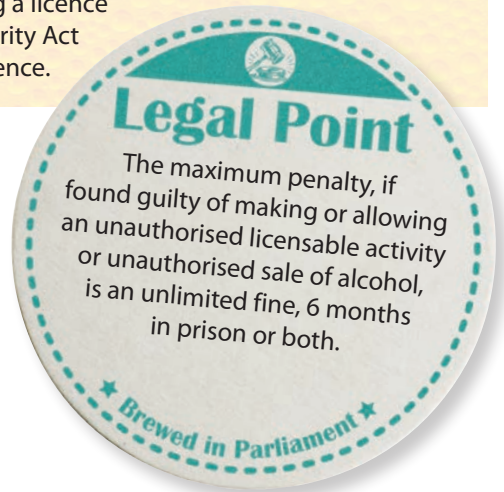 g a licence
rity Act
ence.
Legal Point
The maximum penalty, if
found guilty of making or allowing
an unauthorised licensable activity
or unauthorised sale of alcohol,
is an unlimited fine, 6 months
in prison or both.
★ Brewed in Parliament ★